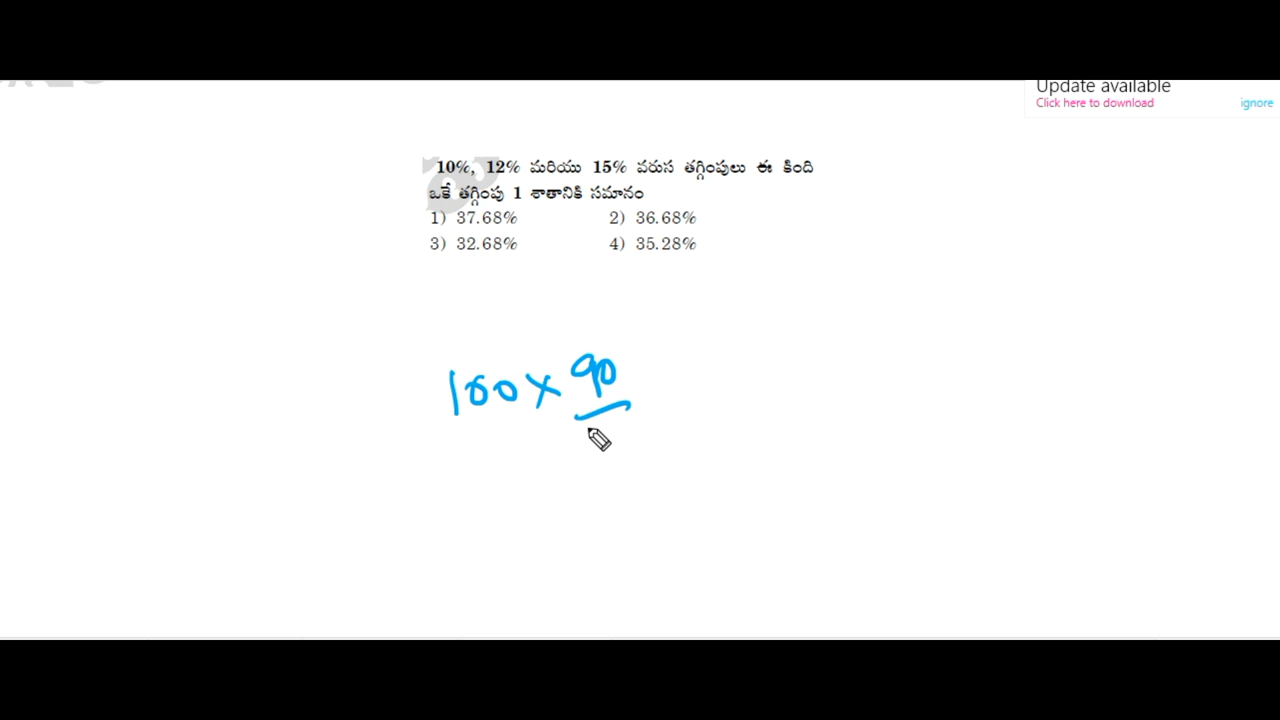 Update available
Click here to download ignore
10%, 12% మరియు 15% వరుస తగ్గింపులు ఈ కింది
ఒకే తగ్గింపు 1 శాతానికి సమానం
1) 37.68% 2) 36.68%
3) 32.68% 4) 35.28%
100 × 90